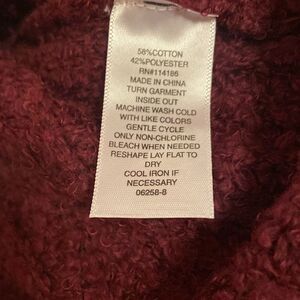 58%COTTON
42%POLYESTER
RN#114186
MADE IN CHINA
TURN GARMENT
INSIDE OUT
MACHINE WASH COLD
WITH LIKE COLORS
GENTLE CYCLE
ONLY NON-CHLORINE
BLEACH WHEN NEEDED
RESHAPE LAY FLAT TO
DRY
COOL IRON IF
NECESSARY
06258-8